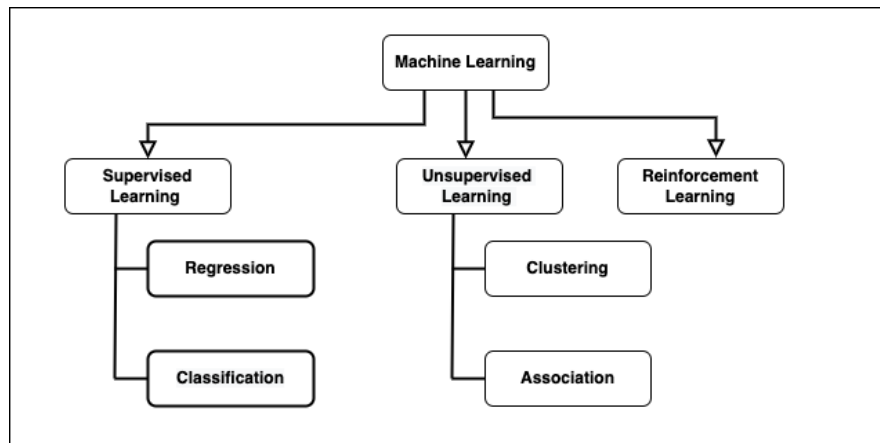 Machine Learning
Supervised
Learning
Unsupervised
Learning
Reinforcement
Learning
Regression
Clustering
Classification
Association